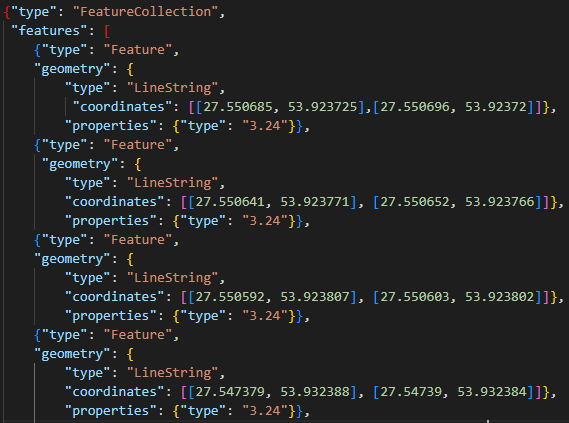 {"type": "FeatureCollection",
"features": [
{"type": "Feature",
"geometry": {
"type": "LineString",
"coordinates": [[27.550685, 53.923725],[27.550696, 53.92372]]},
"properties": {"type": "3.24"}},
{"type": "Feature",
"geometry": {
"type": "LineString",
"coordinates": [[27.550641, 53.923771], [27.550652, 53.923766]]},
"properties": {"type": "3.24"}},
{"type": "Feature",
"geometry": {
"type": "LineString",
"coordinates": [[27.550592, 53.923807], [27.550603, 53.923802]]},
"properties": {"type": "3.24"}},
{"type": "Feature",
"geometry": {
"type": "LineString",
"coordinates": [[27.547379, 53.932388], [27.54739, 53.932384]]},
"properties": {"type": "3.24"}},